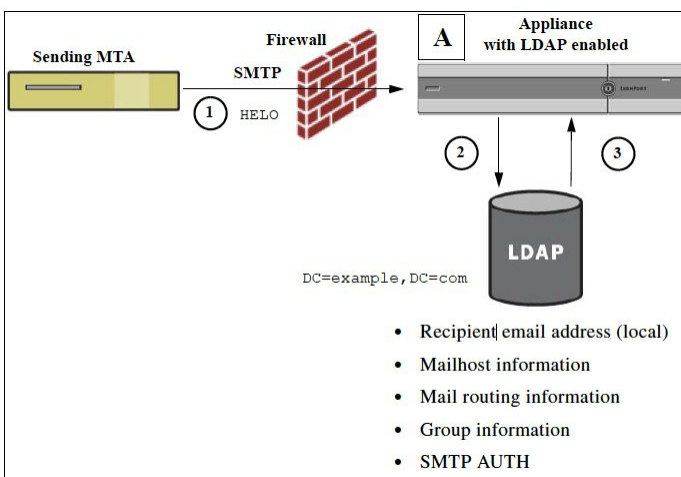 Sending MTA
Firewall
A
Appliance
with LDAP enabled
SMTP
1
HELO
IRONPORT
2
3
LDAP
DC=example,DC=com
• Recipient email address (local)
• Mailhost information
• Mail routing information
• Group information
• SMTP AUTH